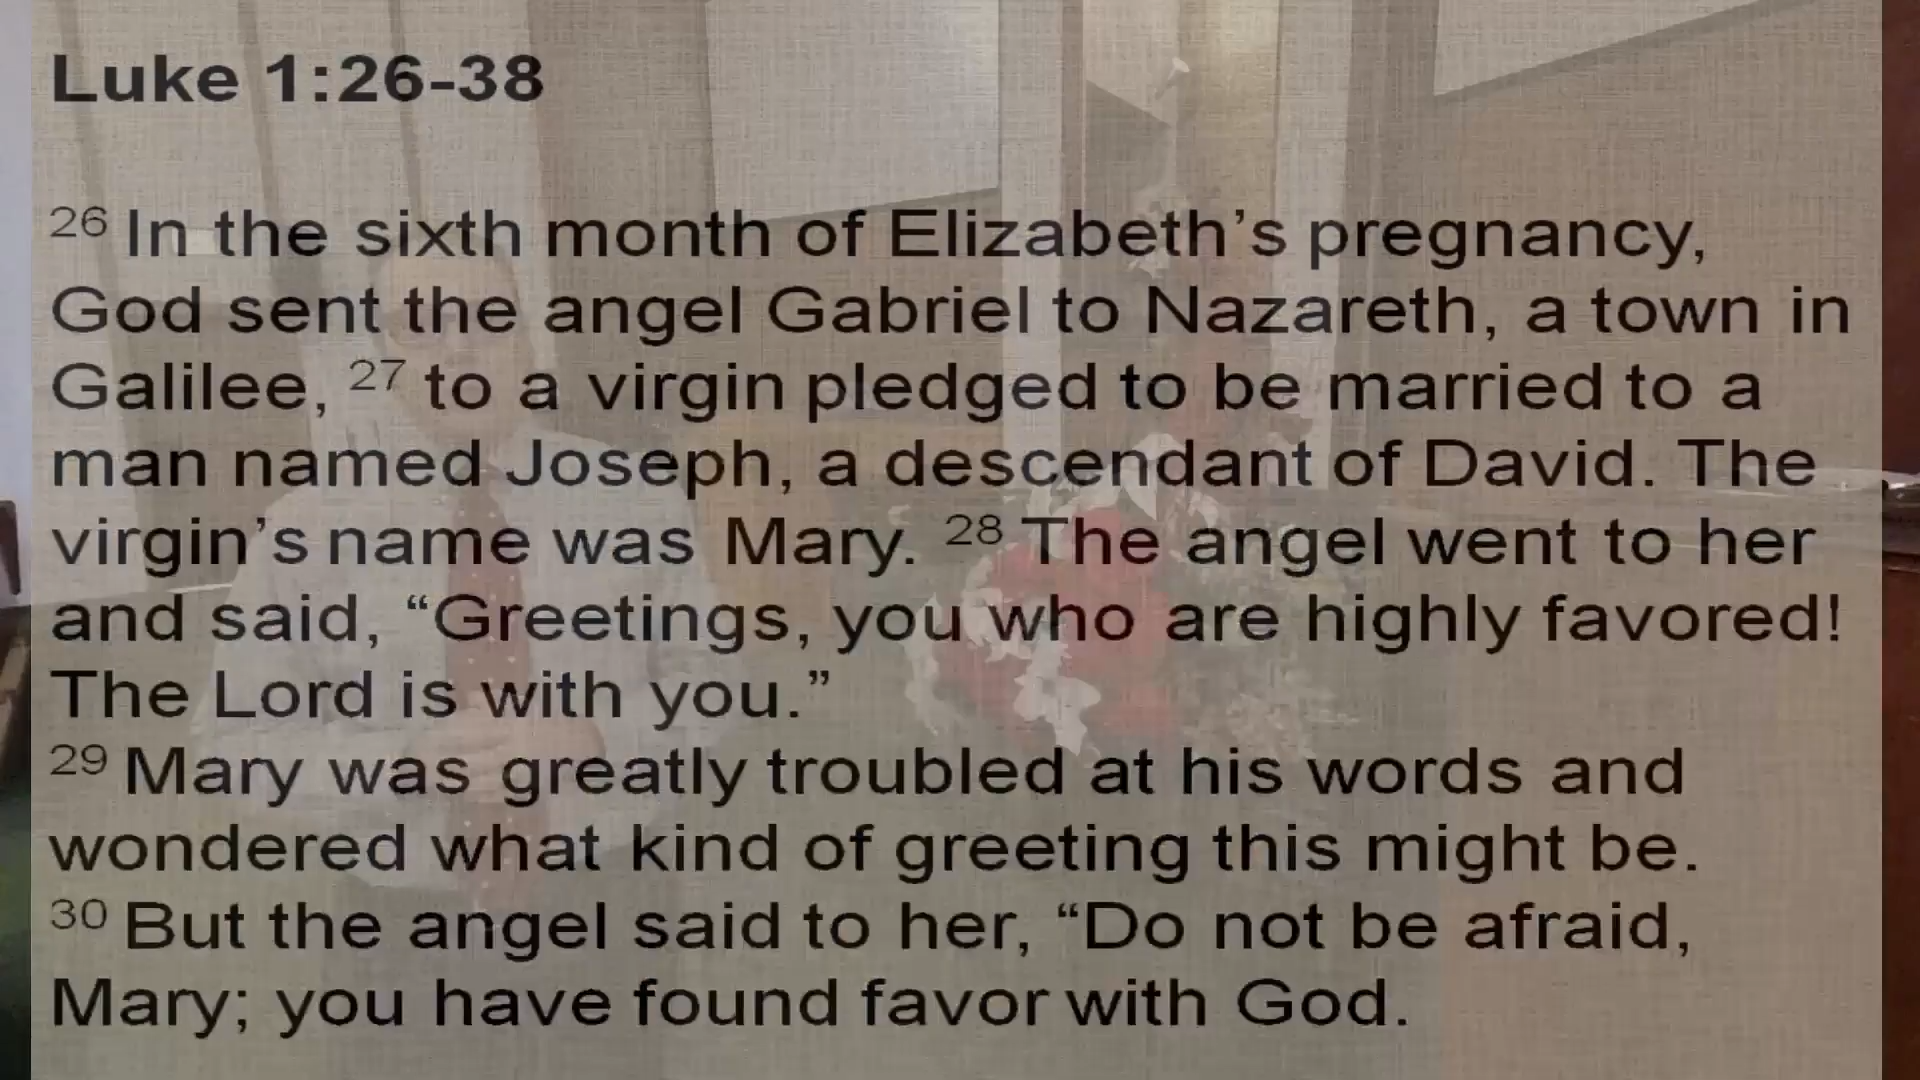 Luke 1:26-38
26 In the sixth month of Elizabeth’s pregnancy,
God sent the angel Gabriel to Nazareth, a town in
Galilee, 27 to a virgin pledged to be married to a
man named Joseph, a descendant of David. The
virgin’s name was Mary. 28 The angel went to her
and said, “Greetings, you who are highly favored!
The Lord is with you.”
29 Mary was greatly troubled at his words and
wondered what kind of greeting this might be.
30 But the angel said to her, “Do not be afraid,
Mary; you have found favor with God.